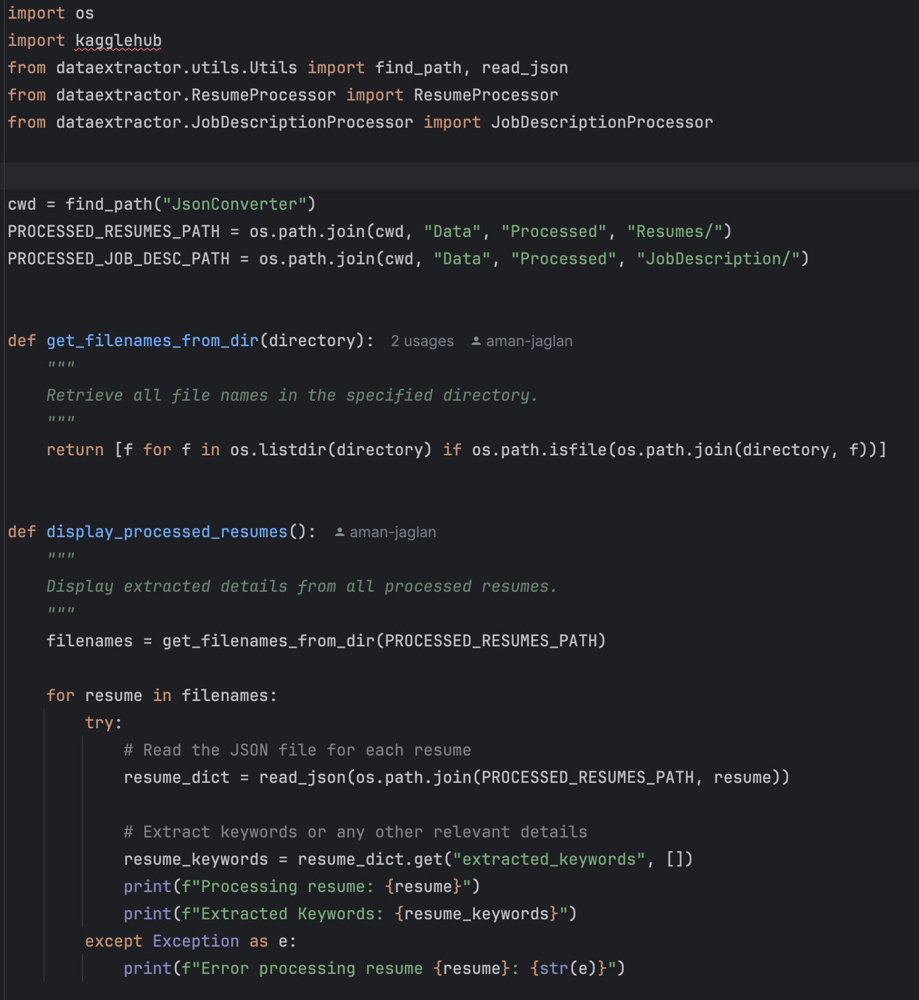 import os
import kagglehub
from dataextractor.utils.Utils import find_path, read_json
from dataextractor.ResumeProcessor import ResumeProcessor
from dataextractor.JobDescriptionProcessor import JobDescriptionProcessor
cwd = find_path("JsonConverter")
PROCESSED_RESUMES_PATH = os.path.join(cwd, "Data", "Processed", "Resumes/")
PROCESSED_JOB_DESC_PATH = os.path.join(cwd, "Data", "Processed", "JobDescription/")
def get_filenames_from_dir(directory): 2 usages aman-jaglan
    """
    Retrieve all file names in the specified directory.
    """
    return [f for f in os.listdir(directory) if os.path.isfile(os.path.join(directory, f))]
def display_processed_resumes(): aman-jaglan
    """
    Display extracted details from all processed resumes.
    """
    filenames = get_filenames_from_dir(PROCESSED_RESUMES_PATH)
    for resume in filenames:
        try:
            # Read the JSON file for each resume
            resume_dict = read_json(os.path.join(PROCESSED_RESUMES_PATH, resume))
            # Extract keywords or any other relevant details
            resume_keywords = resume_dict.get("extracted_keywords", [])
            print(f"Processing resume: {resume}")
            print(f"Extracted Keywords: {resume_keywords}")
        except Exception as e:
            print(f"Error processing resume {resume}: {str(e)}")